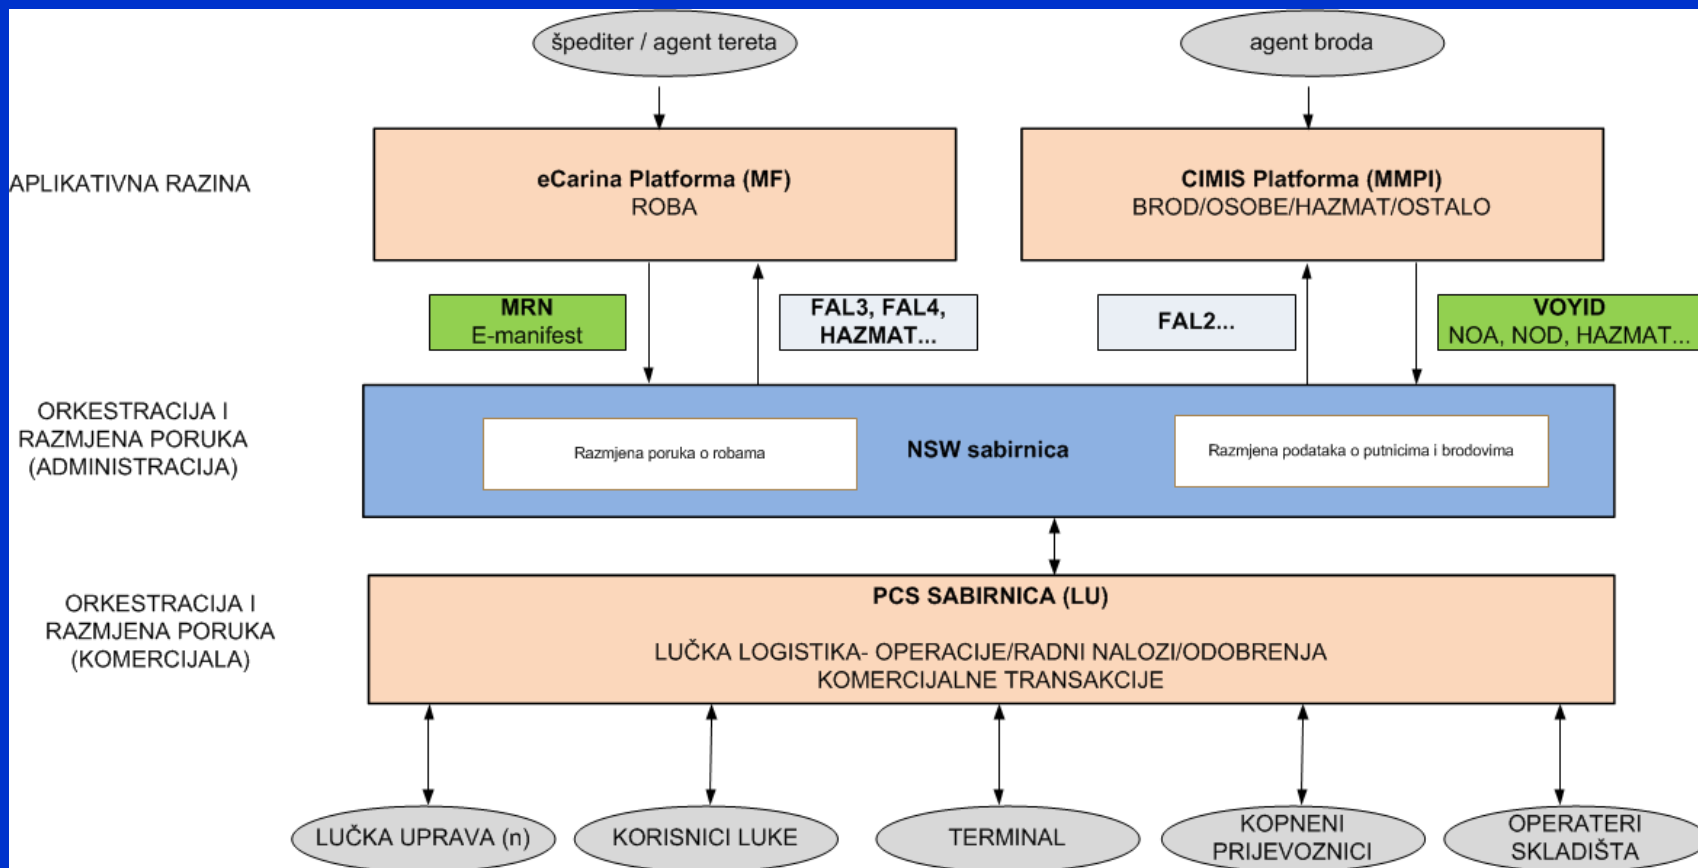 špediter / agent tereta
agent broda
APLIKATIVNA RAZINA
eCarina Platforma (MF)
ROBA
CIMIS Platforma (MMPI)
BROD/OSOBE/HAZMAT/OSTALO
MRN
E-manifest
FAL3, FAL4,
HAZMAT...
FAL2...
VOYID
NOA, NOD, HAZMAT...
ORKESTRACIJA I
RAZMJENA PORUKA
(ADMINISTRACIJA)
Razmjena poruka o robama
NSW sabirnica
Razmjena podataka o putnicima i brodovima
ORKESTRACIJA I
RAZMJENA PORUKA
(KOMERCIJALA)
PCS SABIRNICA (LU)
LUČKA LOGISTIKA- OPERACIJE/RADNI NALOZI/ODOBRENJA
KOMERCIJALNE TRANSAKCIJE
LUČKA UPRAVA (n)
KORISNICI LUKE
TERMINAL
KOPNENI
PRIJEVOZNICI
OPERATERI
SKLADIŠTA